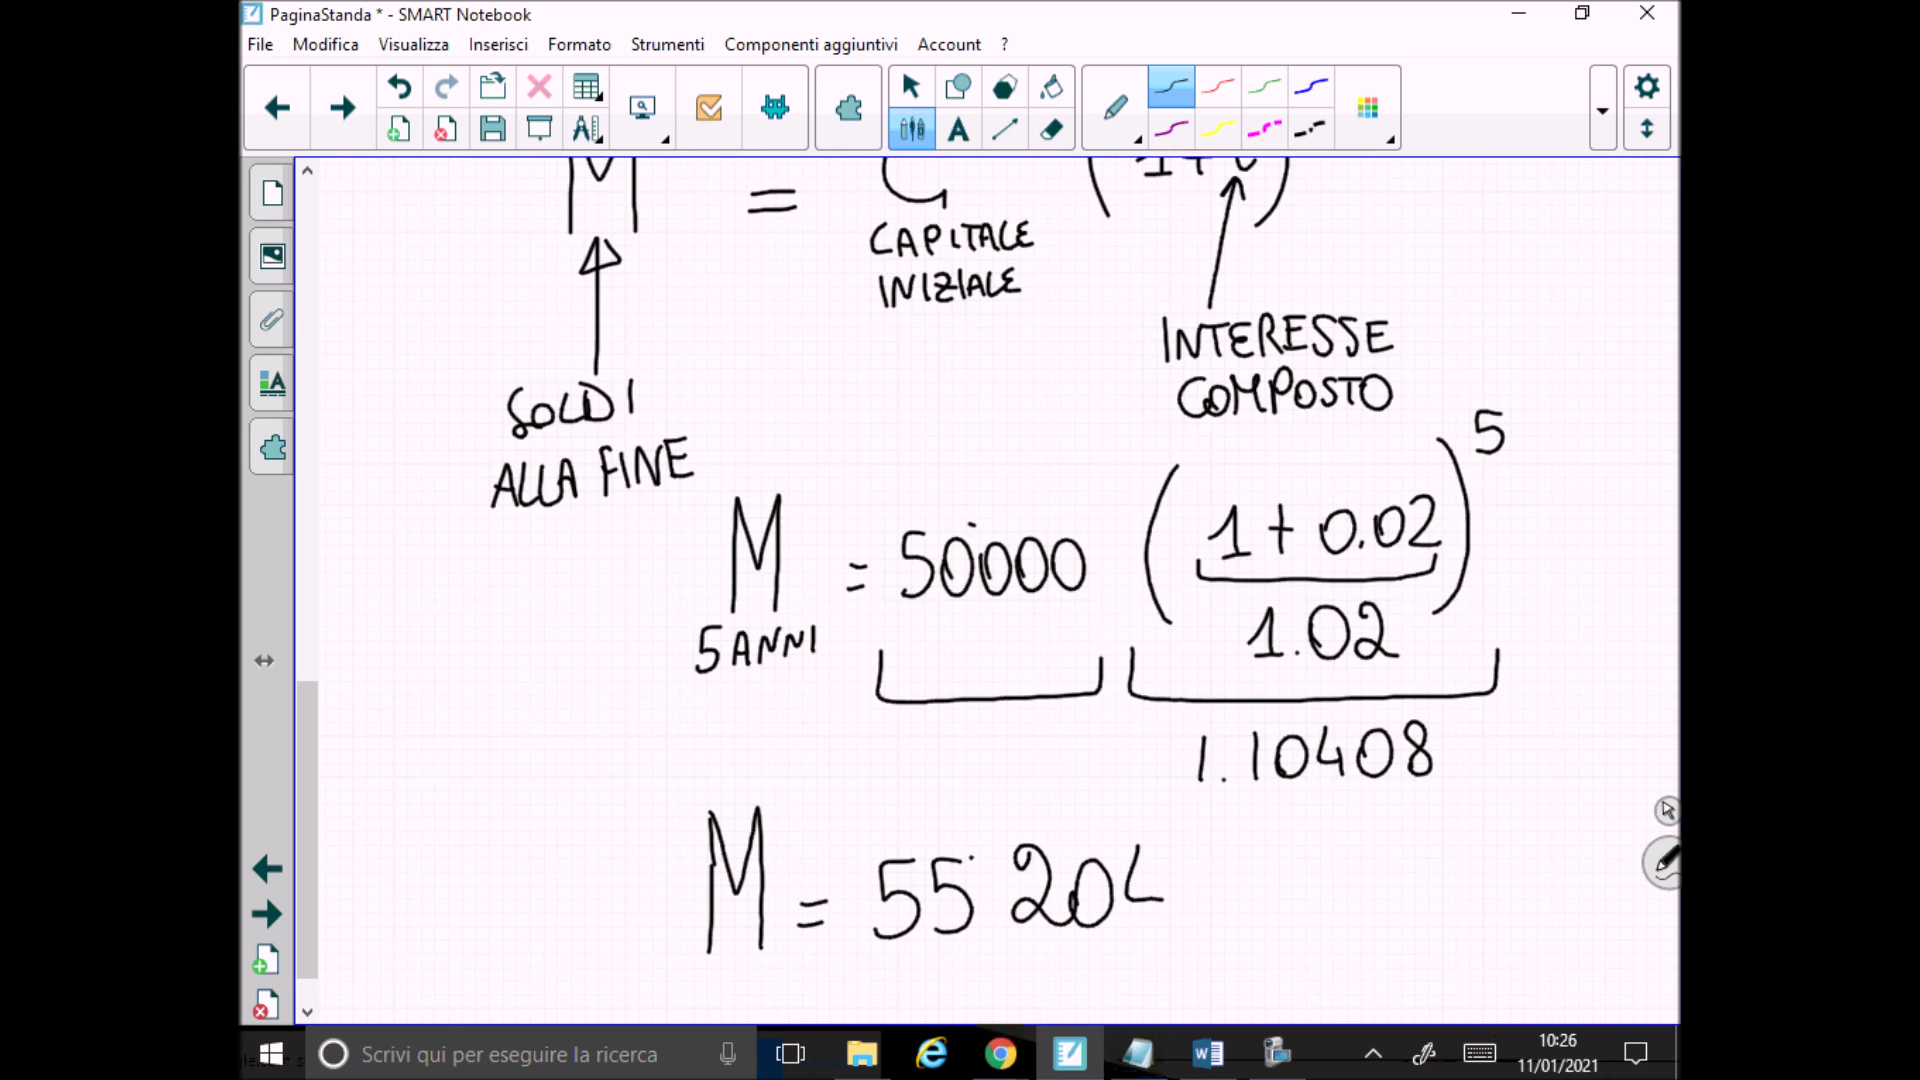 PaginaStanda * - SMART Notebook
File Modifica Visualizza Inserisci Formato Strumenti Componenti aggiuntivi Account ?
M = C (1+i)
CAPITALE
INIZIALE
INTERESSE
COMPOSTO
SOLDI
ALLA FINE
M = 50000 (1+0.02)^5
5 ANNI
1.02
1.10408
M = 55 204
Scrivi qui per eseguire la ricerca
10:26
11/01/2021